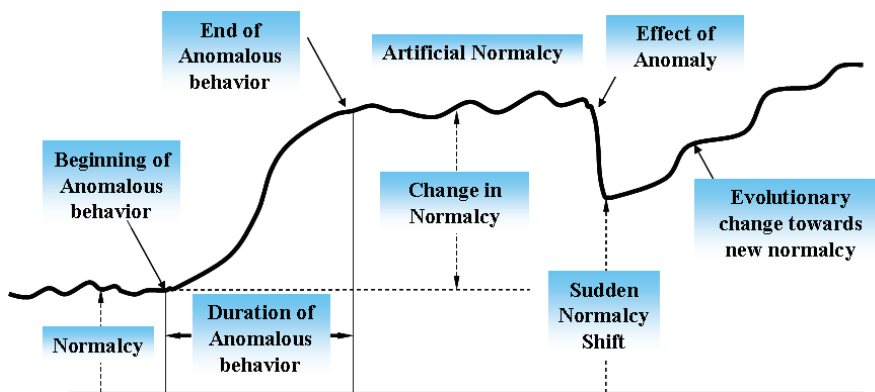 End of
Anomalous
behavior
Artificial Normalcy
Effect of
Anomaly
Beginning of
Anomalous
behavior
Change in
Normalcy
Evolutionary
change towards
new normalcy
Normalcy
Duration of
Anomalous
behavior
Sudden
Normalcy
Shift